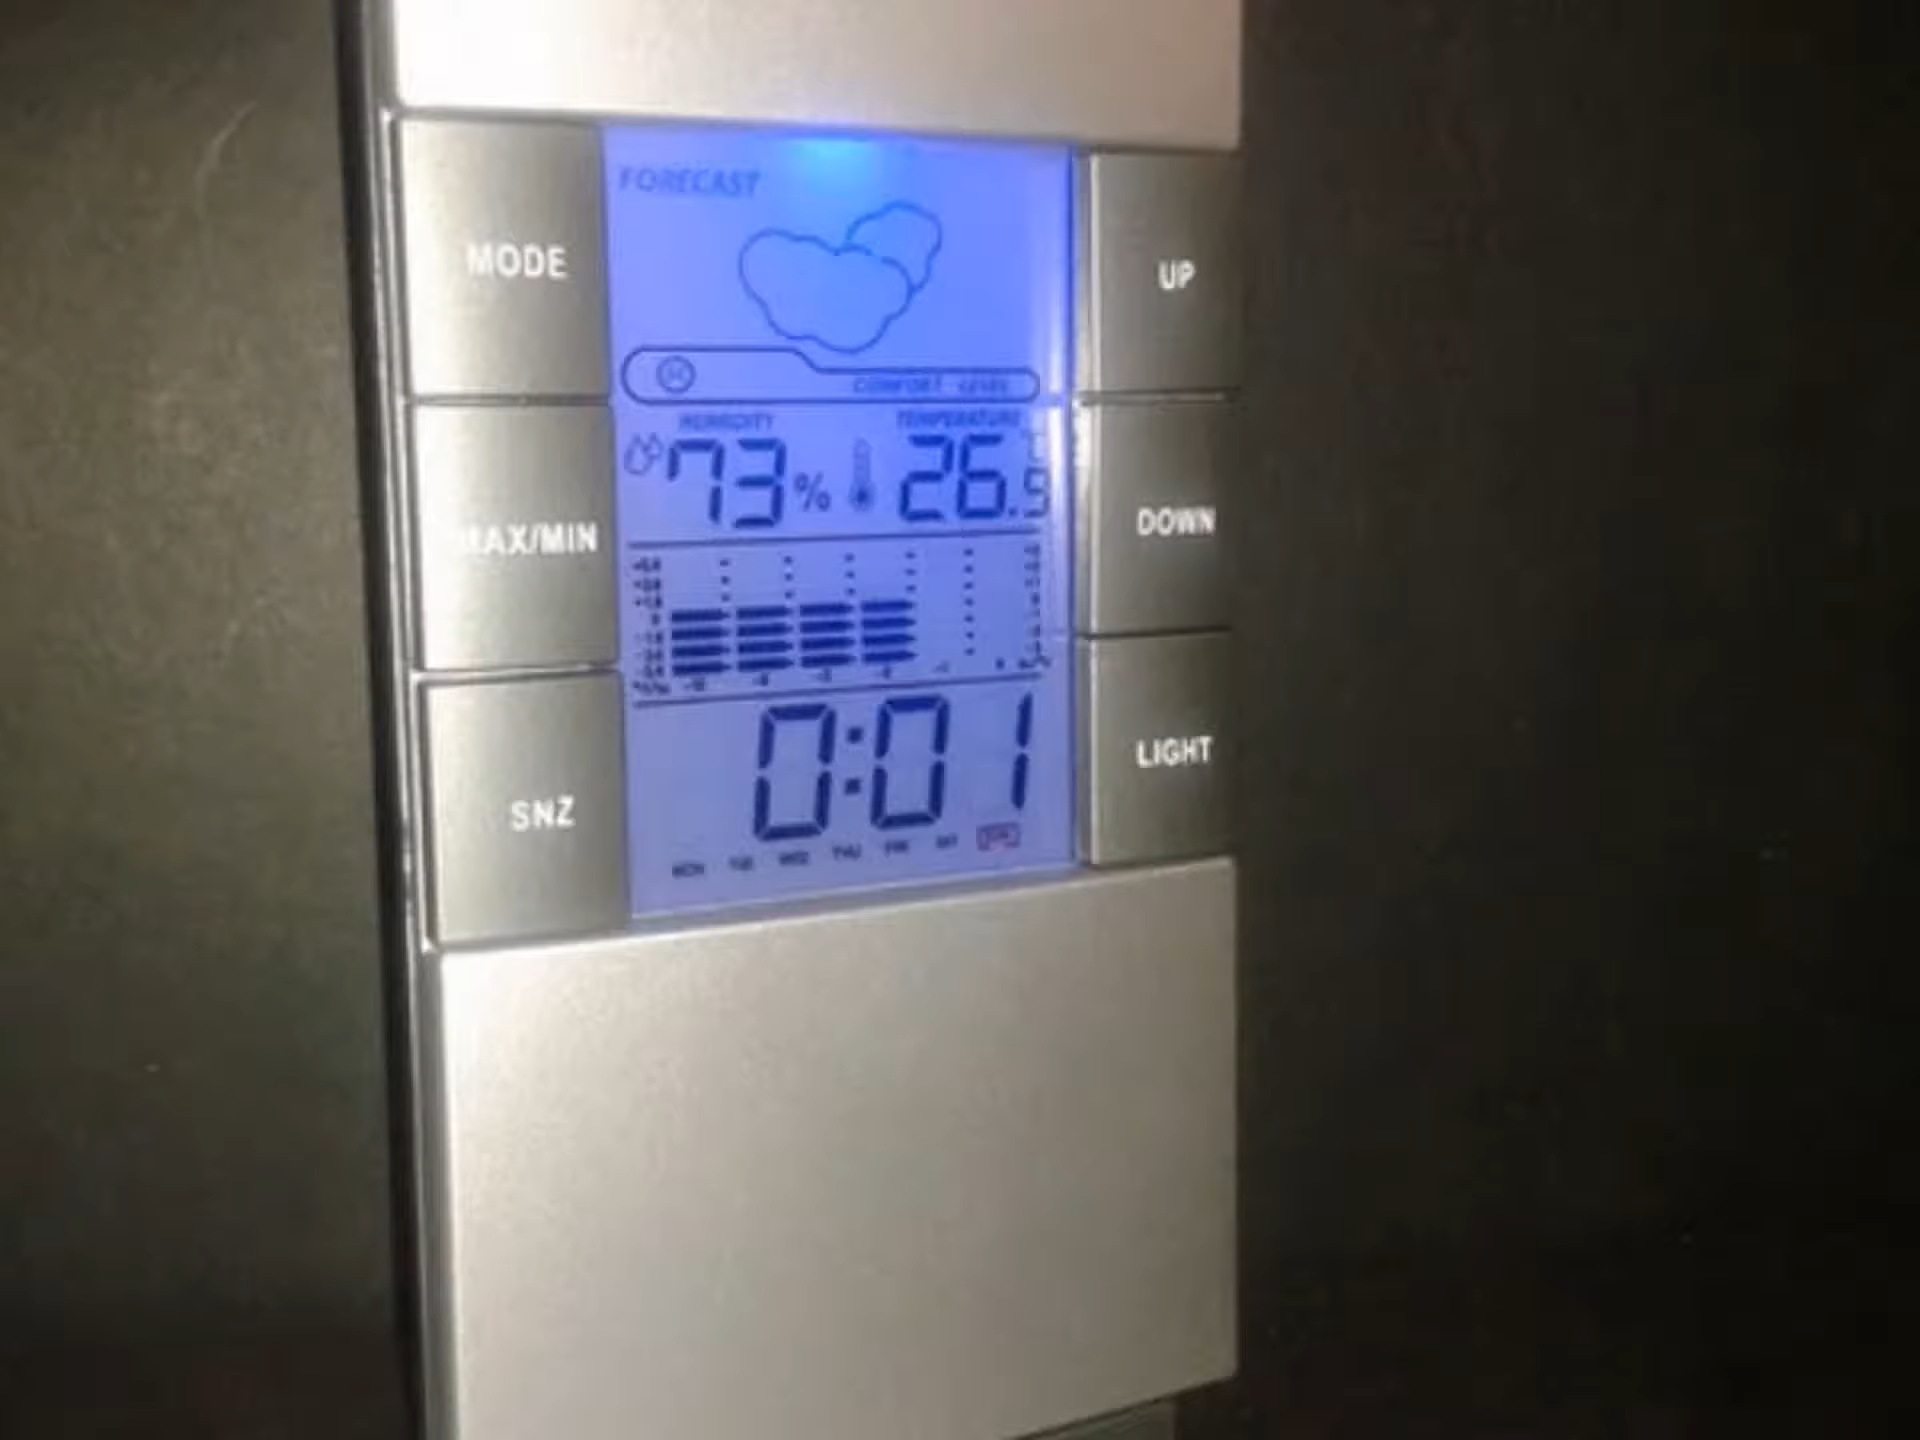 MODE
FORECAST
UP
COMFORT LEVEL
HUMIDITY TEMPERATURE
73% 26.9
MAX/MIN
DOWN
0:01
LIGHT
SNZ
MON TUE WED THU FRI SAT